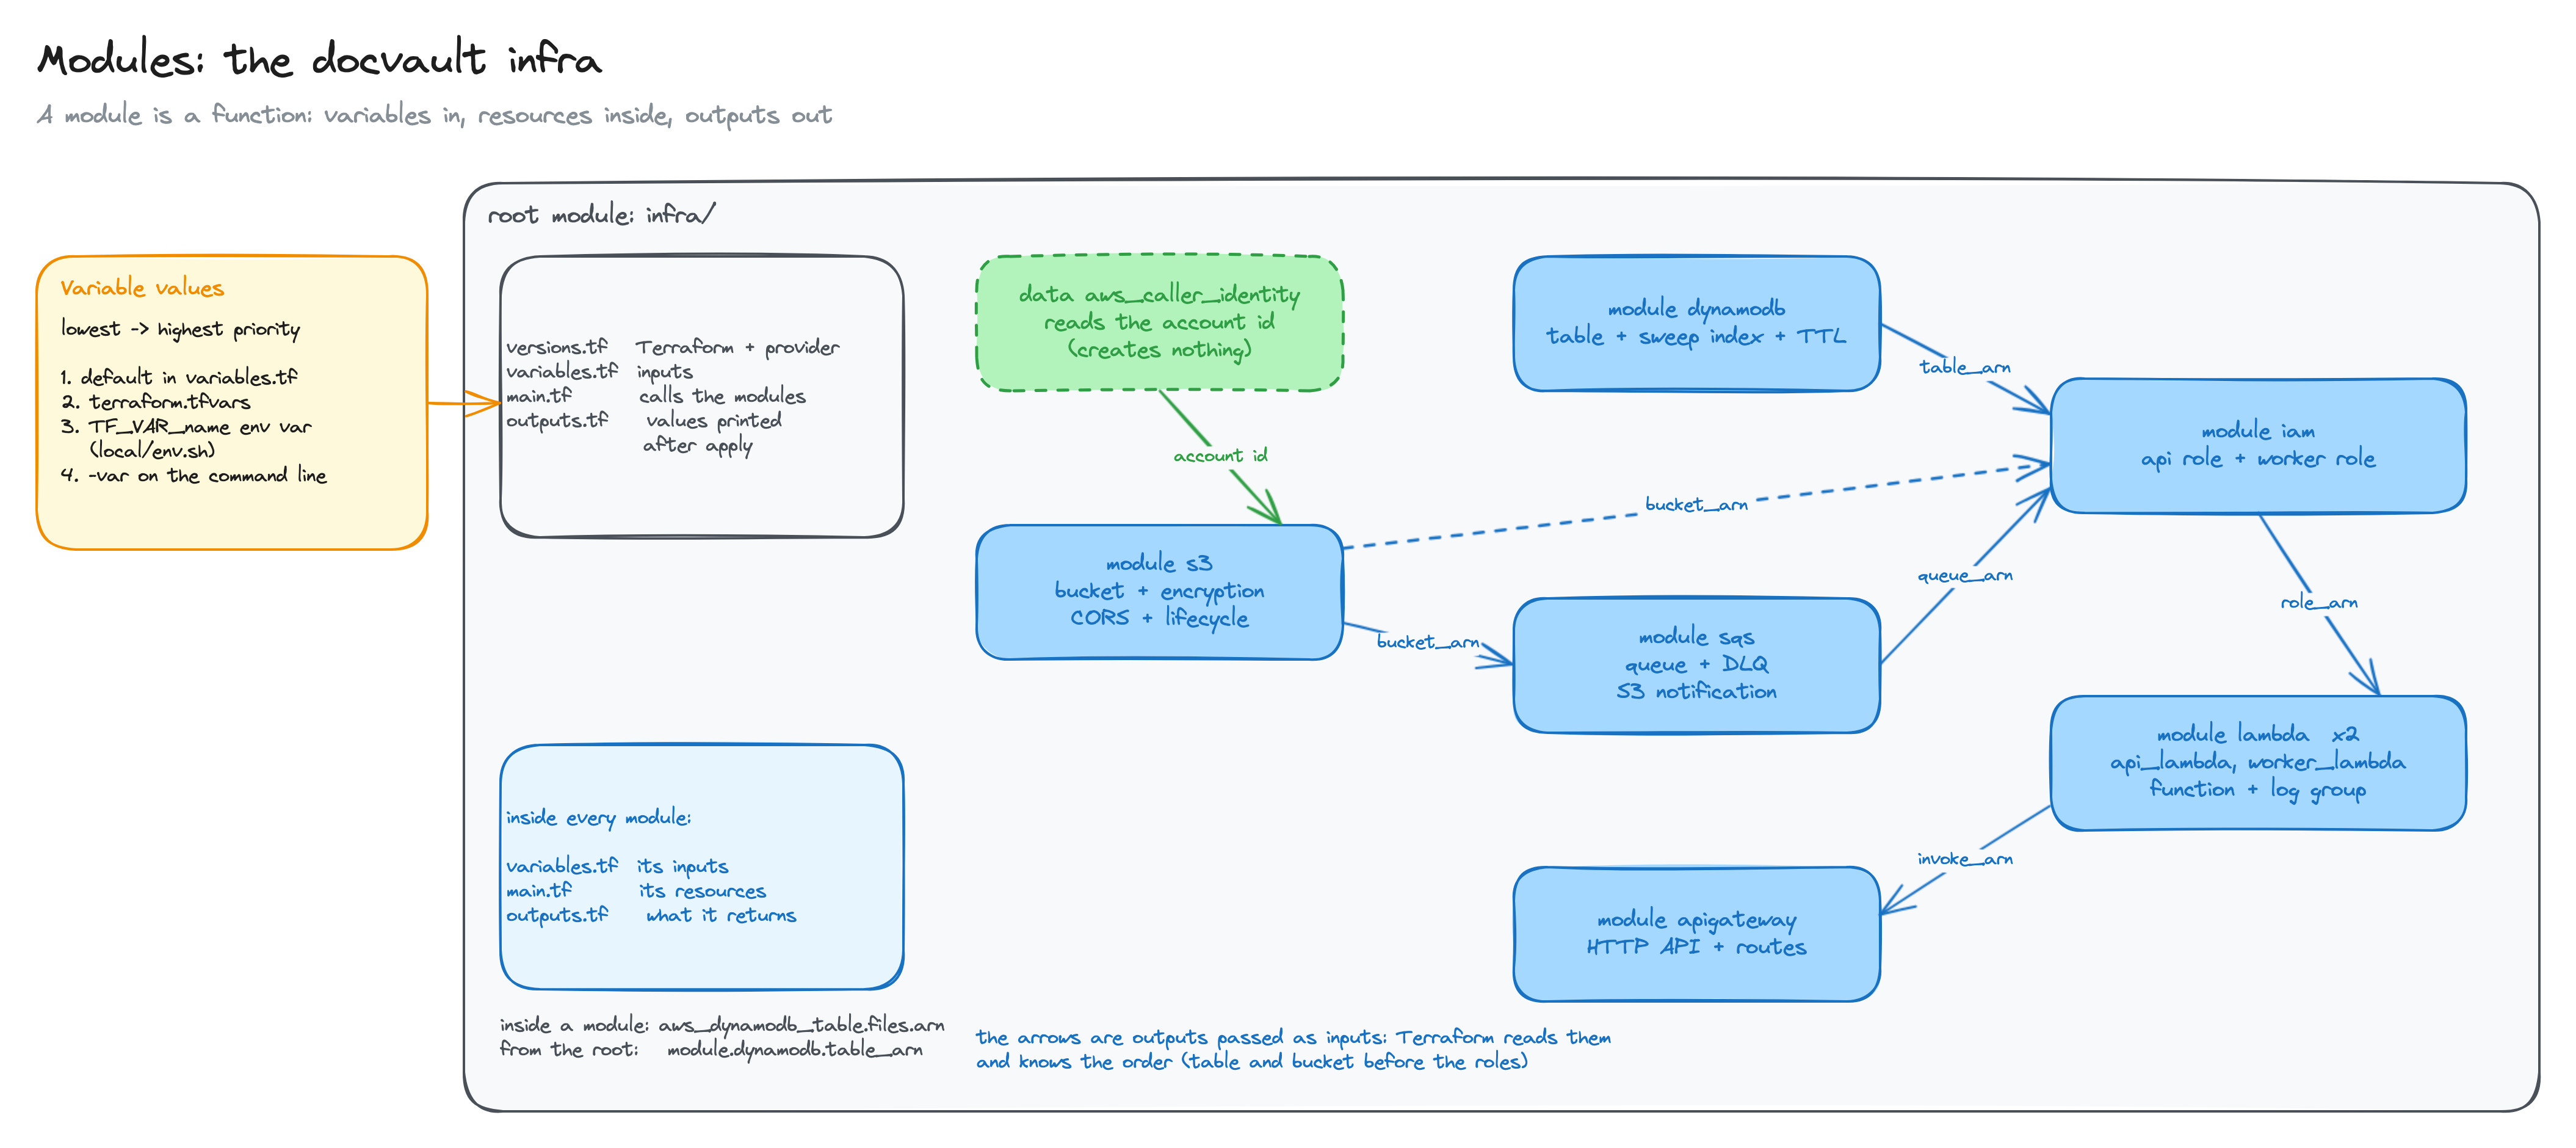 Modules: the docvault infra
A module is a function: variables in, resources inside, outputs out
root module: infra/
Variable values
lowest -> highest priority
1. default in variables.tf
2. terraform.tfvars
3. TF_VAR_name env var
(local/env.sh)
4. -var on the command line
versions.tf Terraform + provider
variables.tf inputs
main.tf calls the modules
outputs.tf values printed
after apply
data aws_caller_identity
reads the account id
(creates nothing)
account id
module dynamodb
table + sweep index + TTL
table_arn
module iam
api role + worker role
bucket_arn
module s3
bucket + encryption
CORS + lifecycle
bucket_arn
module sqs
queue + DLQ
S3 notification
queue_arn
role_arn
module lambda x2
api_lambda, worker_lambda
function + log group
invoke_arn
module apigateway
HTTP API + routes
inside every module:
variables.tf its inputs
main.tf its resources
outputs.tf what it returns
inside a module: aws_dynamodb_table.files.arn
from the root: module.dynamodb.table_arn
the arrows are outputs passed as inputs: Terraform reads them
and knows the order (table and bucket before the roles)